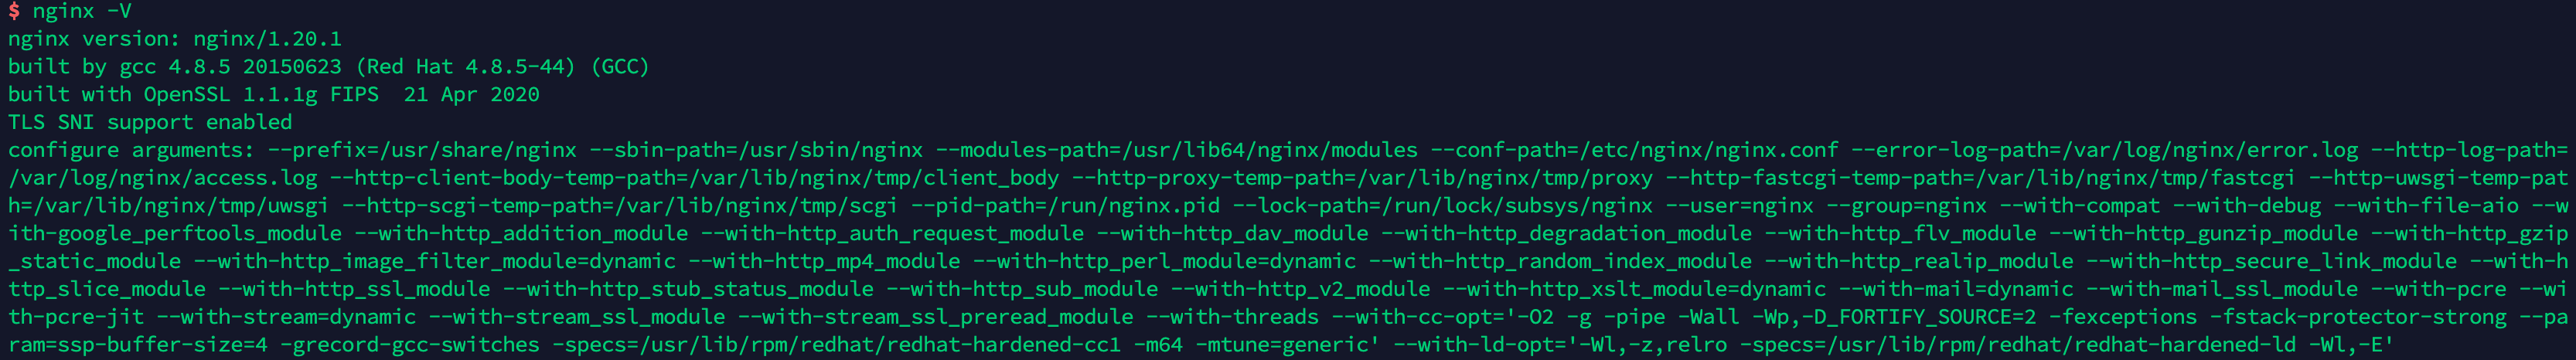 $ nginx -V
nginx version: nginx/1.20.1
built by gcc 4.8.5 20150623 (Red Hat 4.8.5-44) (GCC)
built with OpenSSL 1.1.1g FIPS  21 Apr 2020
TLS SNI support enabled
configure arguments: --prefix=/usr/share/nginx --sbin-path=/usr/sbin/nginx --modules-path=/usr/lib64/nginx/modules --conf-path=/etc/nginx/nginx.conf --error-log-path=/var/log/nginx/error.log --http-log-path=
/var/log/nginx/access.log --http-client-body-temp-path=/var/lib/nginx/tmp/client_body --http-proxy-temp-path=/var/lib/nginx/tmp/proxy --http-fastcgi-temp-path=/var/lib/nginx/tmp/fastcgi --http-uwsgi-temp-pat
h=/var/lib/nginx/tmp/uwsgi --http-scgi-temp-path=/var/lib/nginx/tmp/scgi --pid-path=/run/nginx.pid --lock-path=/run/lock/subsys/nginx --user=nginx --group=nginx --with-compat --with-debug --with-file-aio --w
ith-google_perftools_module --with-http_addition_module --with-http_auth_request_module --with-http_dav_module --with-http_degradation_module --with-http_flv_module --with-http_gunzip_module --with-http_gzip
_static_module --with-http_image_filter_module=dynamic --with-http_mp4_module --with-http_perl_module=dynamic --with-http_random_index_module --with-http_realip_module --with-http_secure_link_module --with-h
ttp_slice_module --with-http_ssl_module --with-http_stub_status_module --with-http_sub_module --with-http_v2_module --with-http_xslt_module=dynamic --with-mail=dynamic --with-mail_ssl_module --with-pcre --wi
th-pcre-jit --with-stream=dynamic --with-stream_ssl_module --with-stream_ssl_preread_module --with-threads --with-cc-opt='-O2 -g -pipe -Wall -Wp,-D_FORTIFY_SOURCE=2 -fexceptions -fstack-protector-strong --pa
ram=ssp-buffer-size=4 -grecord-gcc-switches -specs=/usr/lib/rpm/redhat/redhat-hardened-cc1 -m64 -mtune=generic' --with-ld-opt='-Wl,-z,relro -specs=/usr/lib/rpm/redhat/redhat-hardened-ld -Wl,-E'